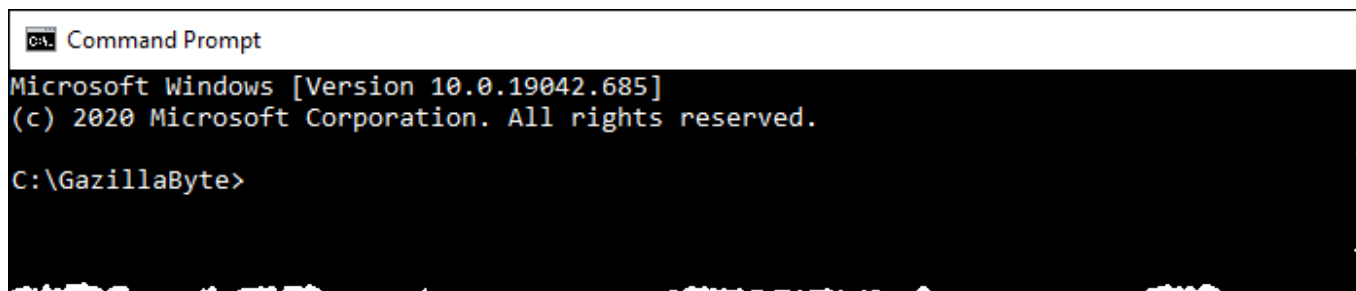 Command Prompt
Microsoft Windows [Version 10.0.19042.685]
(c) 2020 Microsoft Corporation. All rights reserved.
C:\GazillaByte>